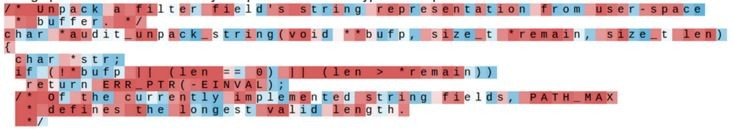 /* Unpack a filter field's string representation from user-space
 * buffer. */
char *audit_unpack_string(void **bufp, size_t *remain, size_t len)
{
  char *str;
  if (!*bufp || (len == 0) || (len > *remain))
    return ERR_PTR(-EINVAL);
  /* Of the currently implemented string fields, PATH_MAX
   * defines the longest valid length.
   */